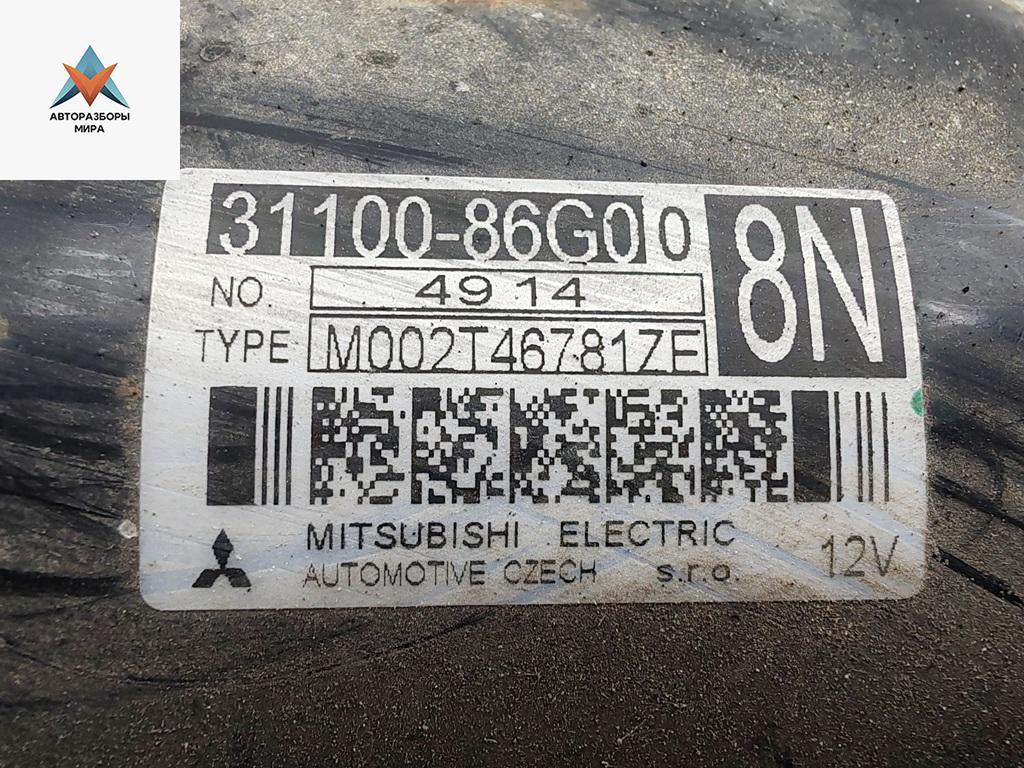 АВТОРАЗБОРЫ
МИРА
31100-86G00
8N
NO. 4914
TYPE M002T46781ZE
MITSUBISHI ELECTRIC
AUTOMOTIVE CZECH s.r.o.
12V